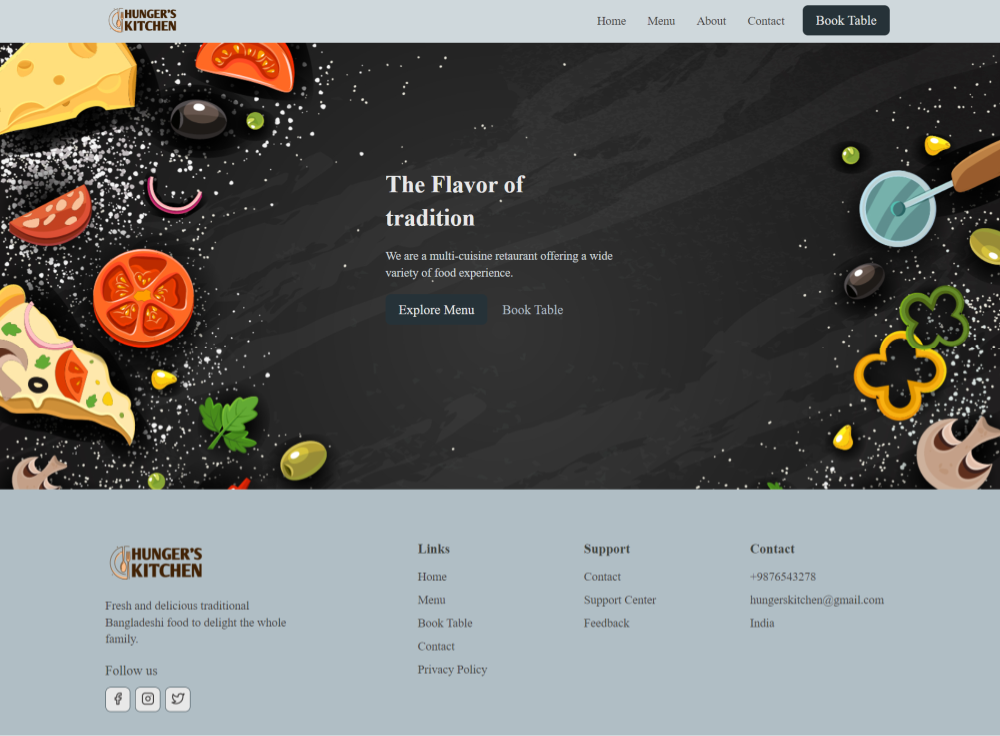 HUNGER'S
KITCHEN
Home
Menu
About
Contact
Book Table
The Flavor of
tradition
We are a multi-cuisine retaurant offering a wide
variety of food experience.
Explore Menu
Book Table
HUNGER'S
KITCHEN
Fresh and delicious traditional
Bangladeshi food to delight the whole
family.
Follow us
Links
Home
Menu
Book Table
Contact
Privacy Policy
Support
Contact
Support Center
Feedback
Contact
+9876543278
hungerskitchen@gmail.com
India